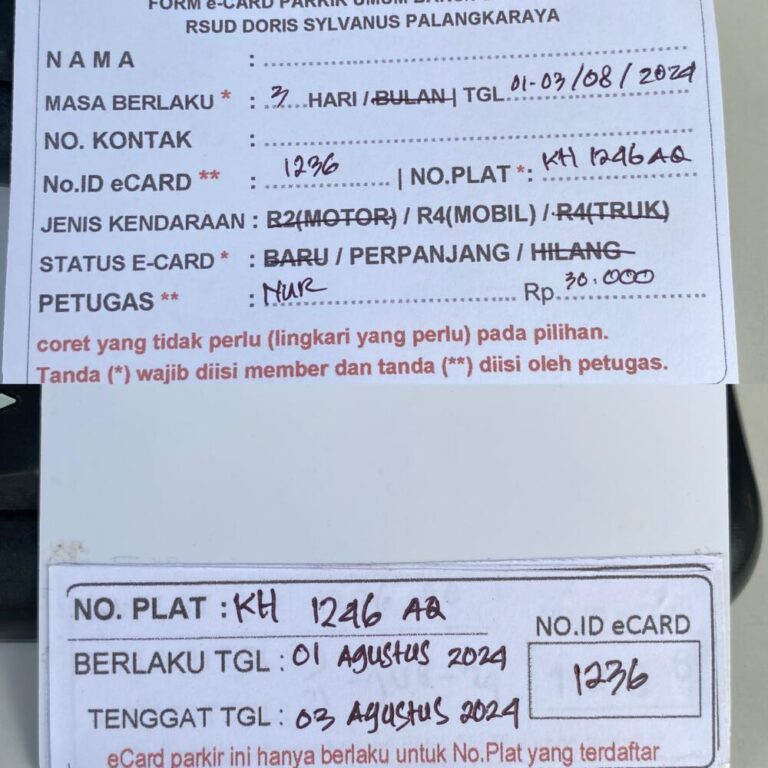 FORM e-CARD PARKIR UMUM
RSUD DORIS SYLVANUS PALANGKARAYA
NAMA :
MASA BERLAKU * : 3 HARI / BULAN | TGL 01-03/08/2024
NO. KONTAK :
No.ID eCARD ** : 1236 | NO.PLAT *: KH 1246 AQ
JENIS KENDARAAN : R2(MOTOR) / R4(MOBIL) / R4(TRUK)
STATUS E-CARD * : BARU / PERPANJANG / HILANG
PETUGAS ** : NUR Rp 30.000
coret yang tidak perlu (lingkari yang perlu) pada pilihan.
Tanda (*) wajib diisi member dan tanda (**) diisi oleh petugas.
NO. PLAT : KH 1246 AQ
NO.ID eCARD
BERLAKU TGL : 01 AGUSTUS 2024
1236
TENGGAT TGL : 03 AGUSTUS 2024
eCard parkir ini hanya berlaku untuk No.Plat yang terdaftar